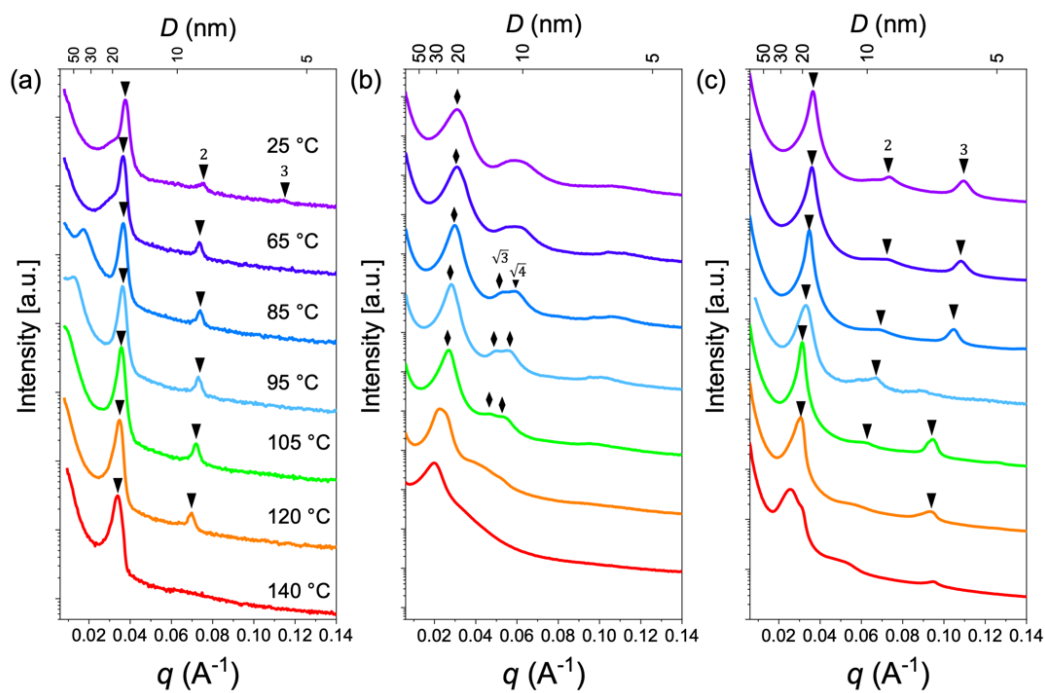 D (nm)
50 30 20 10 5
(a)
Intensity [a.u.]
2
3
25 °C
65 °C
85 °C
95 °C
105 °C
120 °C
140 °C
0.02 0.04 0.06 0.08 0.10 0.12 0.14
q (A⁻¹)
D (nm)
50 30 20 10 5
(b)
Intensity [a.u.]
√3
√4
0.02 0.04 0.06 0.08 0.10 0.12 0.14
q (A⁻¹)
D (nm)
50 30 20 10 5
(c)
Intensity [a.u.]
2
3
0.02 0.04 0.06 0.08 0.10 0.12 0.14
q (A⁻¹)